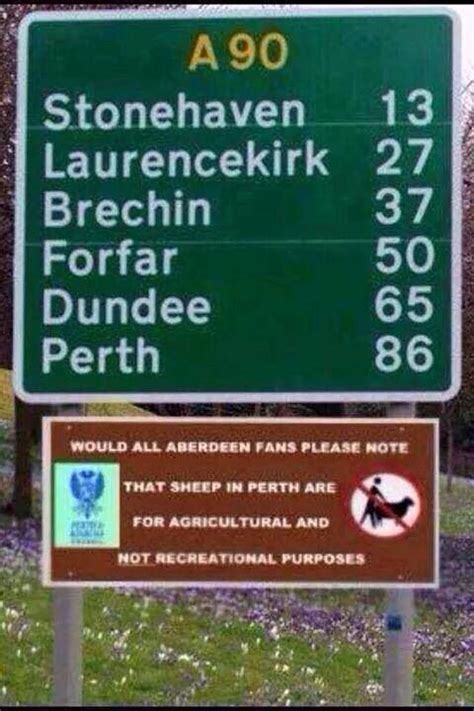 A 90
Stonehaven 13
Laurencekirk 27
Brechin 37
Forfar 50
Dundee 65
Perth 86
WOULD ALL ABERDEEN FANS PLEASE NOTE
THAT SHEEP IN PERTH ARE
FOR AGRICULTURAL AND
NOT RECREATIONAL PURPOSES